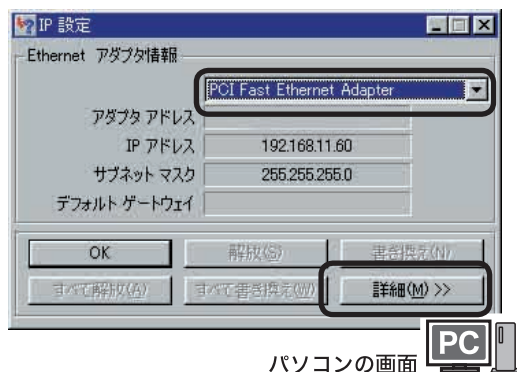 IP 設定
Ethernet アダプタ情報
PCI Fast Ethernet Adapter
アダプタ アドレス
IP アドレス 192.168.11.60
サブネット マスク 255.255.255.0
デフォルト ゲートウェイ
OK 解放(S) 書き換え(N)
すべて解放(A) すべて書き換え(W) 詳細(M) >>
パソコンの画面 PC